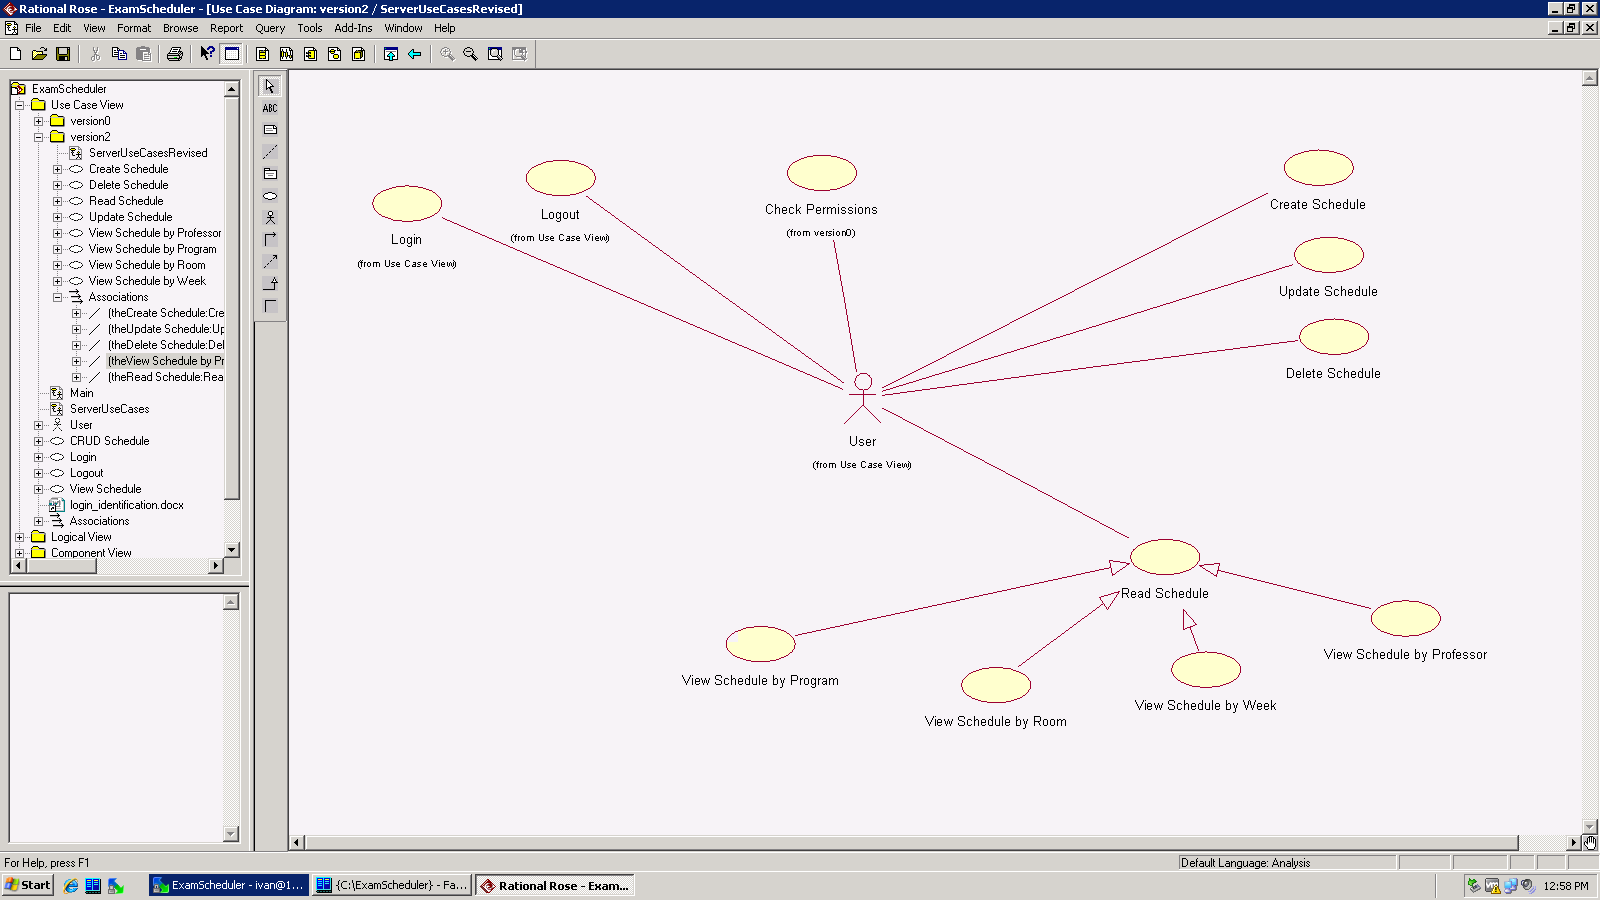 Rational Rose - ExamScheduler - [Use Case Diagram: version2 / ServerUseCasesRevised]
File Edit View Format Browse Report Query Tools Add-Ins Window Help
ExamScheduler
Use Case View
version0
version2
ServerUseCasesRevised
Create Schedule
Delete Schedule
Read Schedule
Update Schedule
View Schedule by Professor
View Schedule by Program
View Schedule by Room
View Schedule by Week
Associations
(theCreate Schedule:Cre
(theUpdate Schedule:Up
(theDelete Schedule:Del
(theView Schedule by Pr
(theRead Schedule:Rea
Main
ServerUseCases
User
CRUD Schedule
Login
Logout
View Schedule
login_identification.docx
Associations
Logical View
Component View
ABC
Login
(from Use Case View)
Logout
(from Use Case View)
Check Permissions
(from version0)
Create Schedule
Update Schedule
Delete Schedule
User
(from Use Case View)
Read Schedule
View Schedule by Program
View Schedule by Room
View Schedule by Week
View Schedule by Professor
For Help, press F1
Default Language: Analysis
Start
ExamScheduler - ivan@1...
{C:\ExamScheduler} - Fa...
Rational Rose - Exam...
12:58 PM